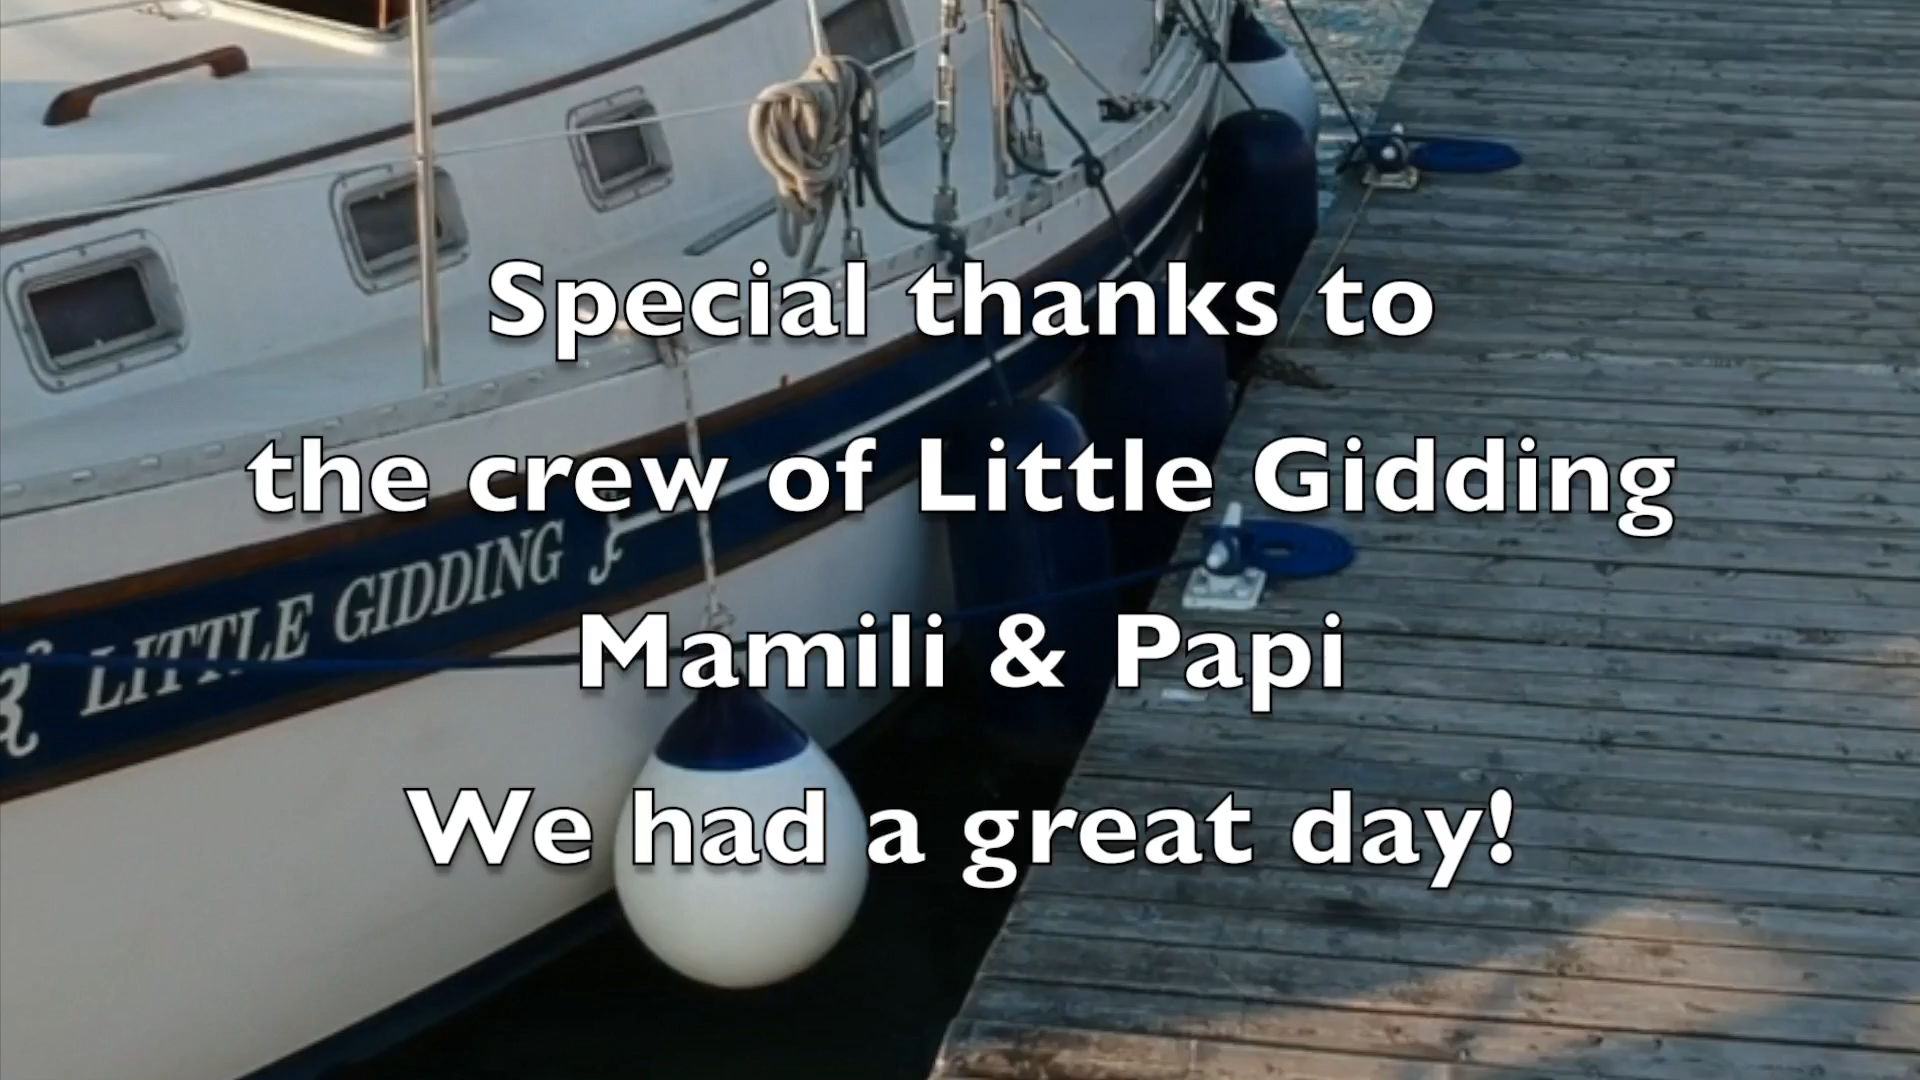 Special thanks to
the crew of Little Gidding
Mamili & Papi
We had a great day!
LITTLE GIDDING